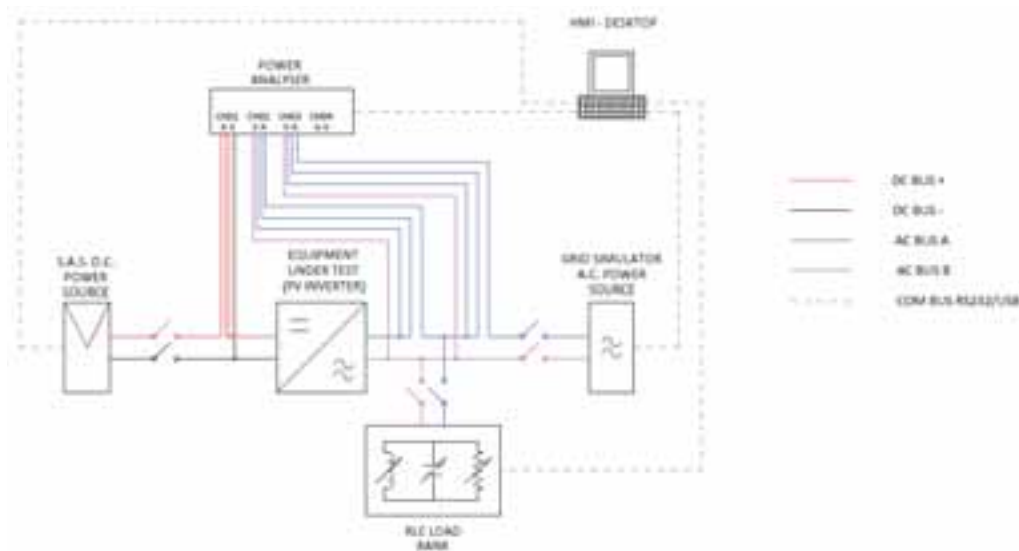 HMI - DESKTOP
POWER
ANALYSER
CH01 CH02 CH03 CH04
S.A.S. D.C.
POWER
SOURCE
EQUIPMENT
UNDER TEST
(PV INVERTER)
GRID SIMULATOR
A.C. POWER
SOURCE
RLC LOAD
BANK
DC BUS +
DC BUS -
AC BUS A
AC BUS B
COM BUS RS232/USB